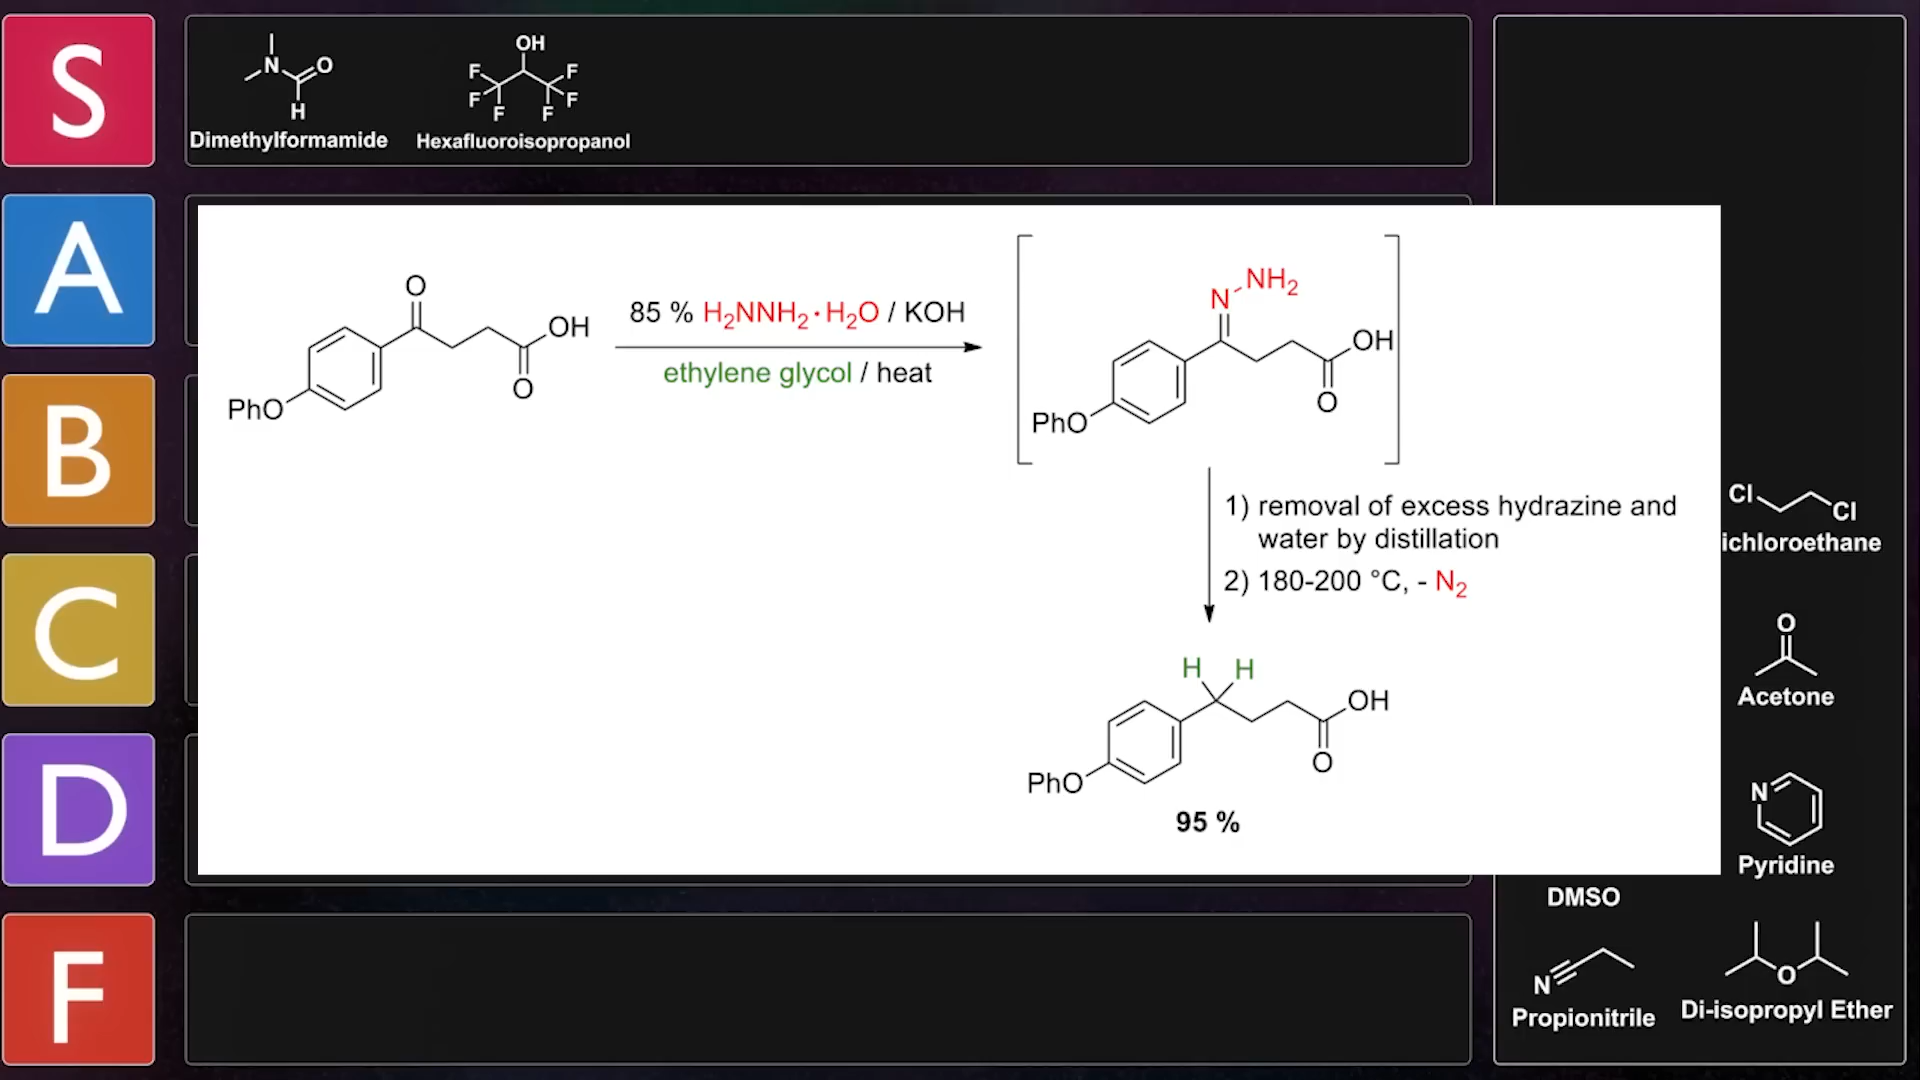 S
N
O
H
Dimethylformamide
OH
F F
F F
F F
Hexafluoroisopropanol
A
O
OH
O
PhO
85 % H₂NNH₂·H₂O / KOH
ethylene glycol / heat
N NH₂
OH
O
PhO
B
1) removal of excess hydrazine and
water by distillation
2) 180-200 °C, - N₂
Cl
Cl
ichloroethane
C
H H
OH
O
PhO
95 %
O
Acetone
D
N
Pyridine
DMSO
F
N
Propionitrile
O
Di-isopropyl Ether